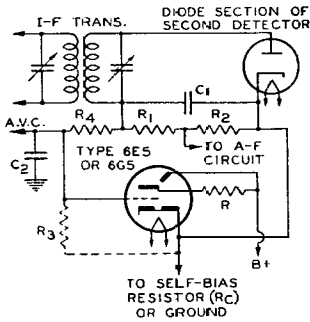 I-F TRANS.
DIODE SECTION OF
SECOND DETECTOR
C1
A.V.C.
R4
R1
R2
TO A-F
CIRCUIT
C2
TYPE 6E5
OR 6G5
R
R3
B+
TO SELF-BIAS
RESISTOR (RC)
OR GROUND